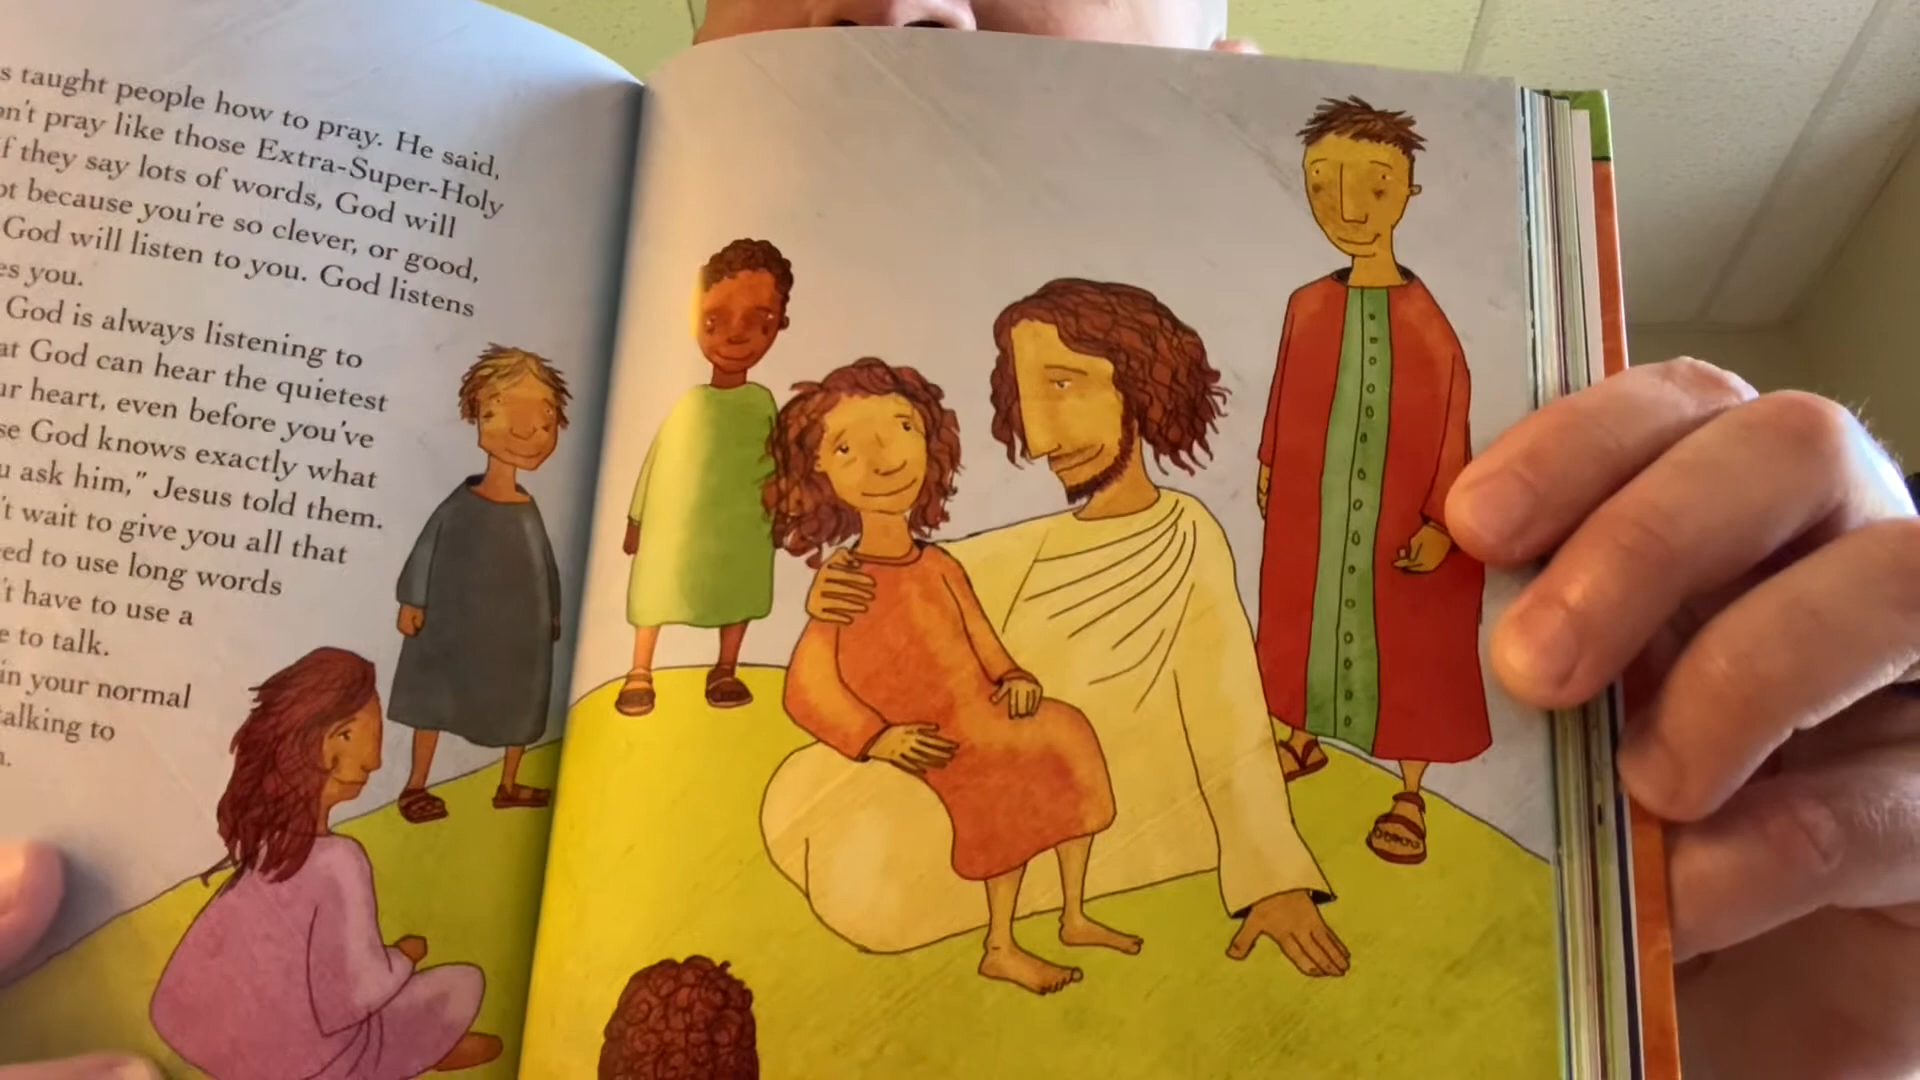 s taught people how to pray. He said,
on't pray like those Extra-Super-Holy
f they say lots of words, God will
ot because you're so clever, or good,
God will listen to you. God listens
es you.
God is always listening to
at God can hear the quietest
ur heart, even before you've
se God knows exactly what
u ask him," Jesus told them.
't wait to give you all that
ed to use long words
't have to use a
e to talk.
in your normal
talking to